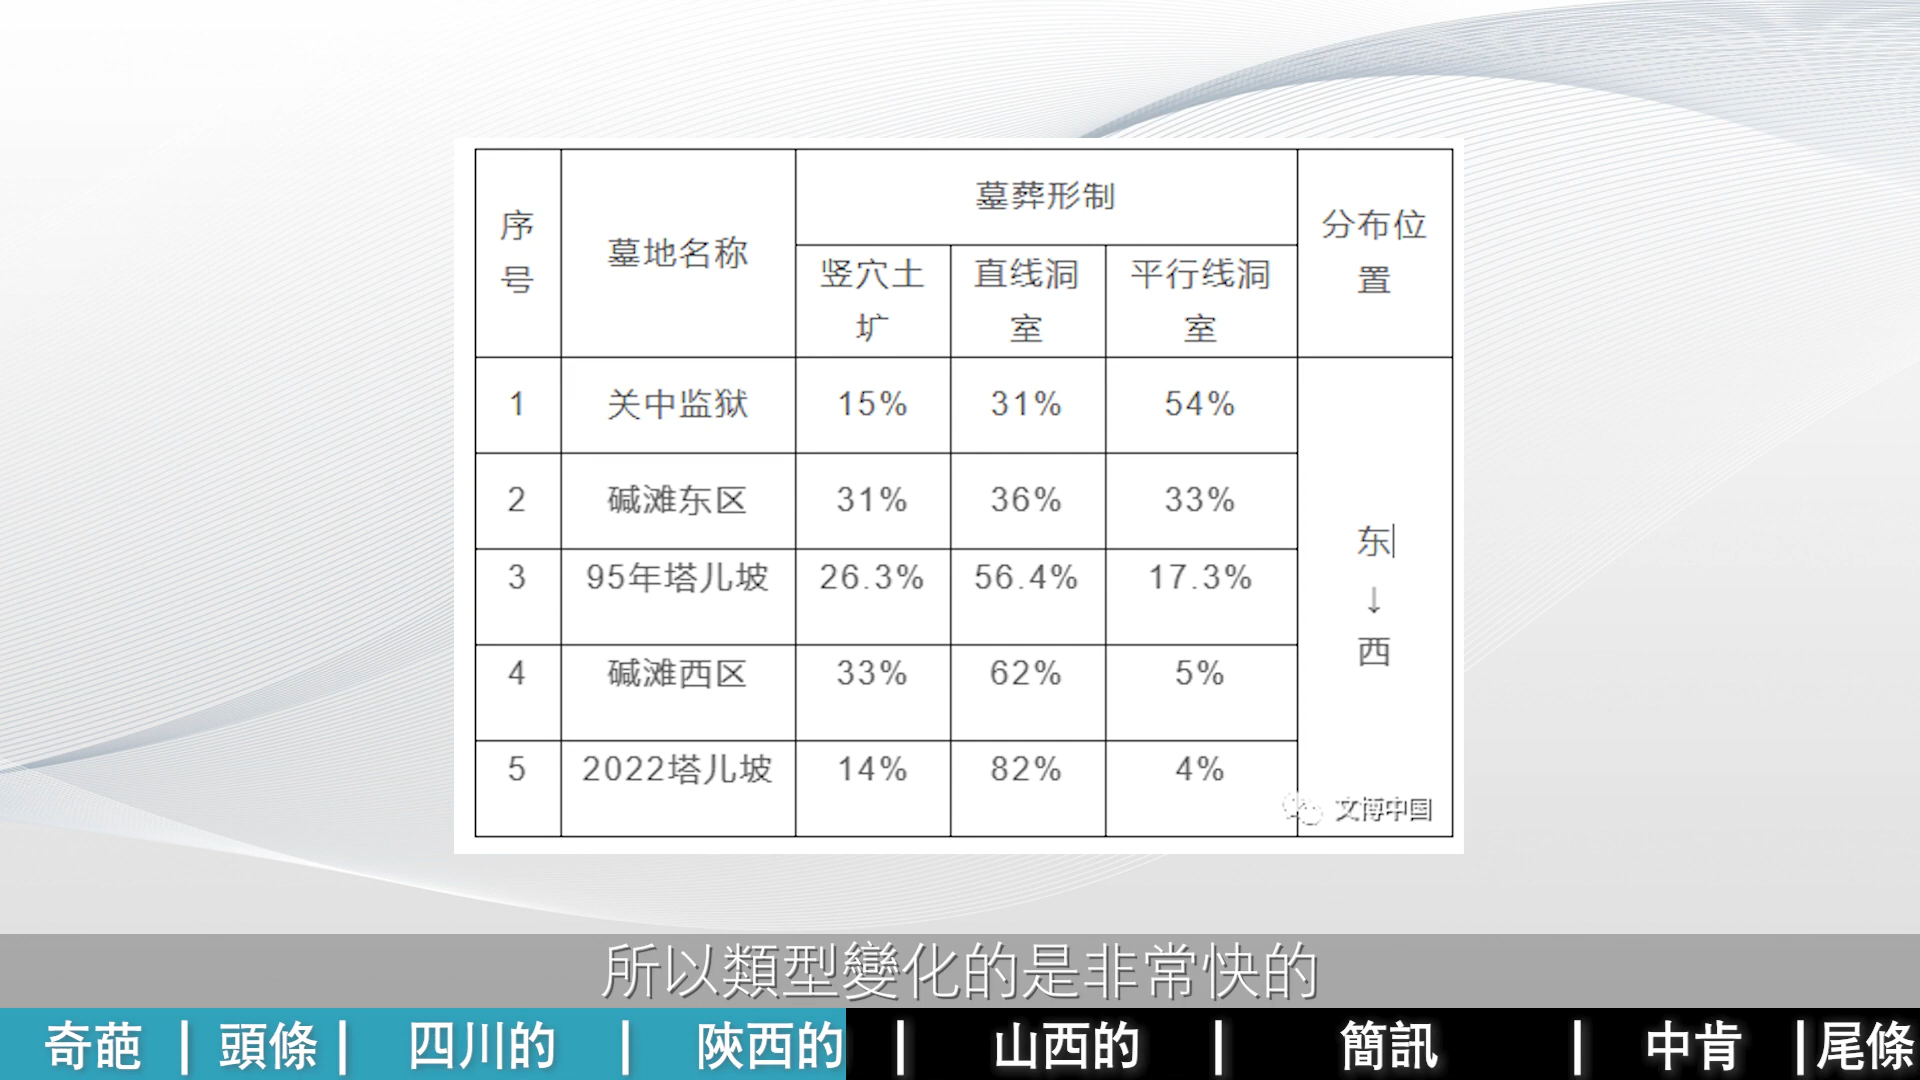 序号 墓地名称 墓葬形制 分布位置
竖穴土圹 直线洞室 平行线洞室
1 关中监狱 15% 31% 54%
2 碱滩东区 31% 36% 33%
3 95年塔儿坡 26.3% 56.4% 17.3%
4 碱滩西区 33% 62% 5%
5 2022塔儿坡 14% 82% 4%
东
↓
西
文博中国
所以類型變化的是非常快的
奇葩 | 頭條 | 四川的 | 陝西的 | 山西的 | 簡訊 | 中肯 | 尾條